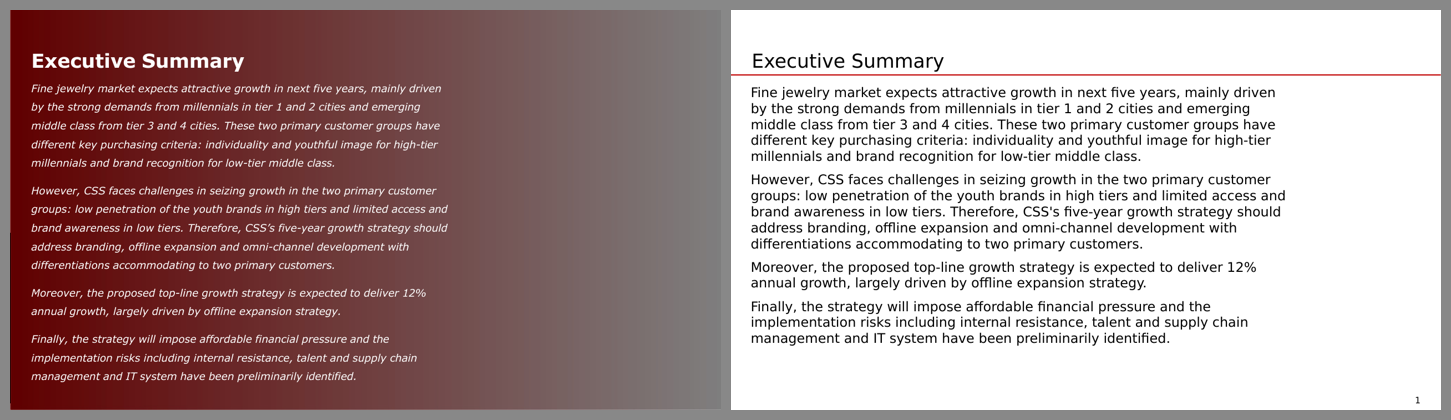 Executive Summary
Fine jewelry market expects attractive growth in next five years, mainly driven
by the strong demands from millennials in tier 1 and 2 cities and emerging
middle class from tier 3 and 4 cities. These two primary customer groups have
different key purchasing criteria: individuality and youthful image for high-tier
millennials and brand recognition for low-tier middle class.
However, CSS faces challenges in seizing growth in the two primary customer
groups: low penetration of the youth brands in high tiers and limited access and
brand awareness in low tiers. Therefore, CSS’s five-year growth strategy should
address branding, offline expansion and omni-channel development with
differentiations accommodating to two primary customers.
Moreover, the proposed top-line growth strategy is expected to deliver 12%
annual growth, largely driven by offline expansion strategy.
Finally, the strategy will impose affordable financial pressure and the
implementation risks including internal resistance, talent and supply chain
management and IT system have been preliminarily identified.
Executive Summary
Fine jewelry market expects attractive growth in next five years, mainly driven
by the strong demands from millennials in tier 1 and 2 cities and emerging
middle class from tier 3 and 4 cities. These two primary customer groups have
different key purchasing criteria: individuality and youthful image for high-tier
millennials and brand recognition for low-tier middle class.
However, CSS faces challenges in seizing growth in the two primary customer
groups: low penetration of the youth brands in high tiers and limited access and
brand awareness in low tiers. Therefore, CSS's five-year growth strategy should
address branding, offline expansion and omni-channel development with
differentiations accommodating to two primary customers.
Moreover, the proposed top-line growth strategy is expected to deliver 12%
annual growth, largely driven by offline expansion strategy.
Finally, the strategy will impose affordable financial pressure and the
implementation risks including internal resistance, talent and supply chain
management and IT system have been preliminarily identified.
1